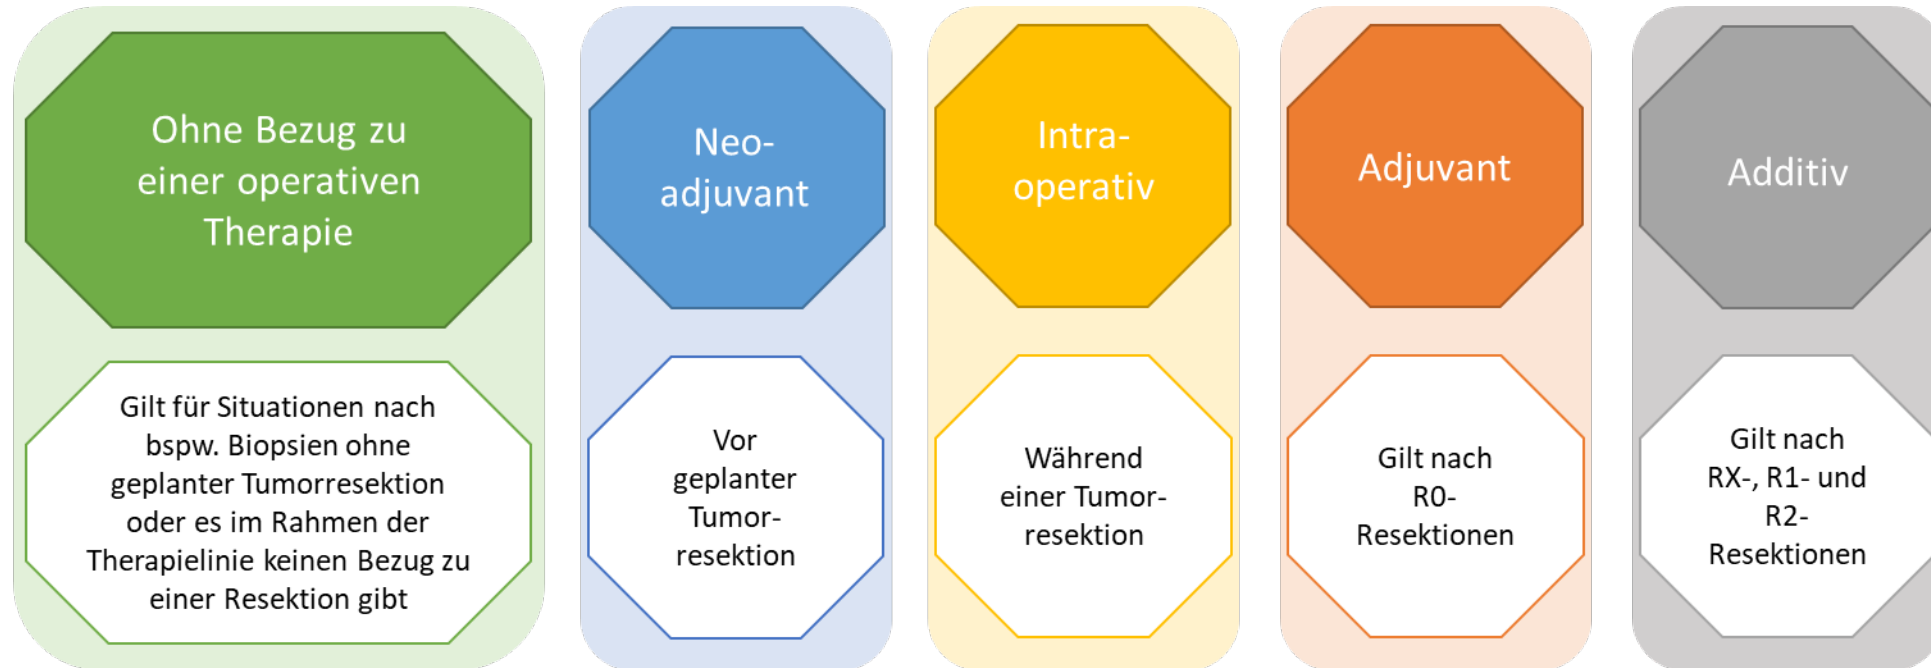 Ohne Bezug zu
einer operativen
Therapie
Gilt für Situationen nach
bspw. Biopsien ohne
geplanter Tumorresektion
oder es im Rahmen der
Therapielinie keinen Bezug zu
einer Resektion gibt
Neo-
adjuvant
Vor
geplanter
Tumor-
resektion
Intra-
operativ
Während
einer Tumor-
resektion
Adjuvant
Gilt nach
R0-
Resektionen
Additiv
Gilt nach
RX-, R1- und
R2-
Resektionen